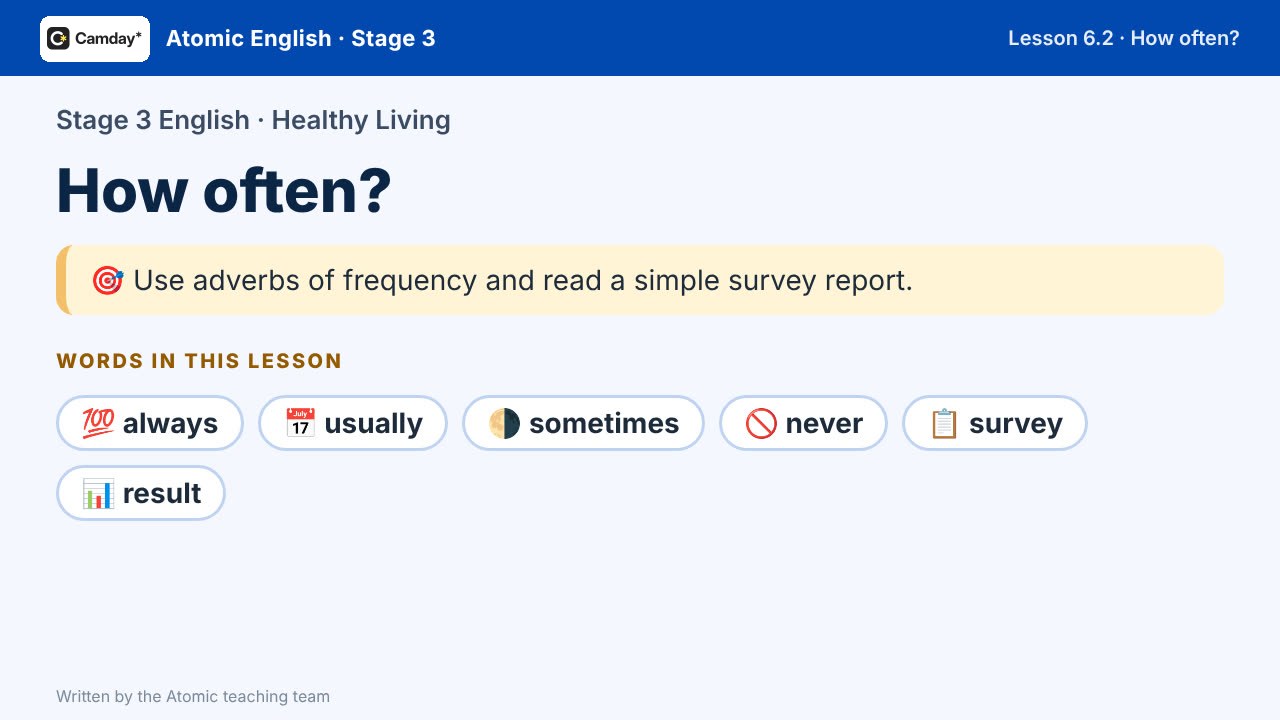 Camday* Atomic English · Stage 3 Lesson 6.2 · How often?
Stage 3 English · Healthy Living
How often?
🎯 Use adverbs of frequency and read a simple survey report.
WORDS IN THIS LESSON
💯 always 📅 usually 🌗 sometimes 🚫 never 📋 survey
📊 result
Written by the Atomic teaching team